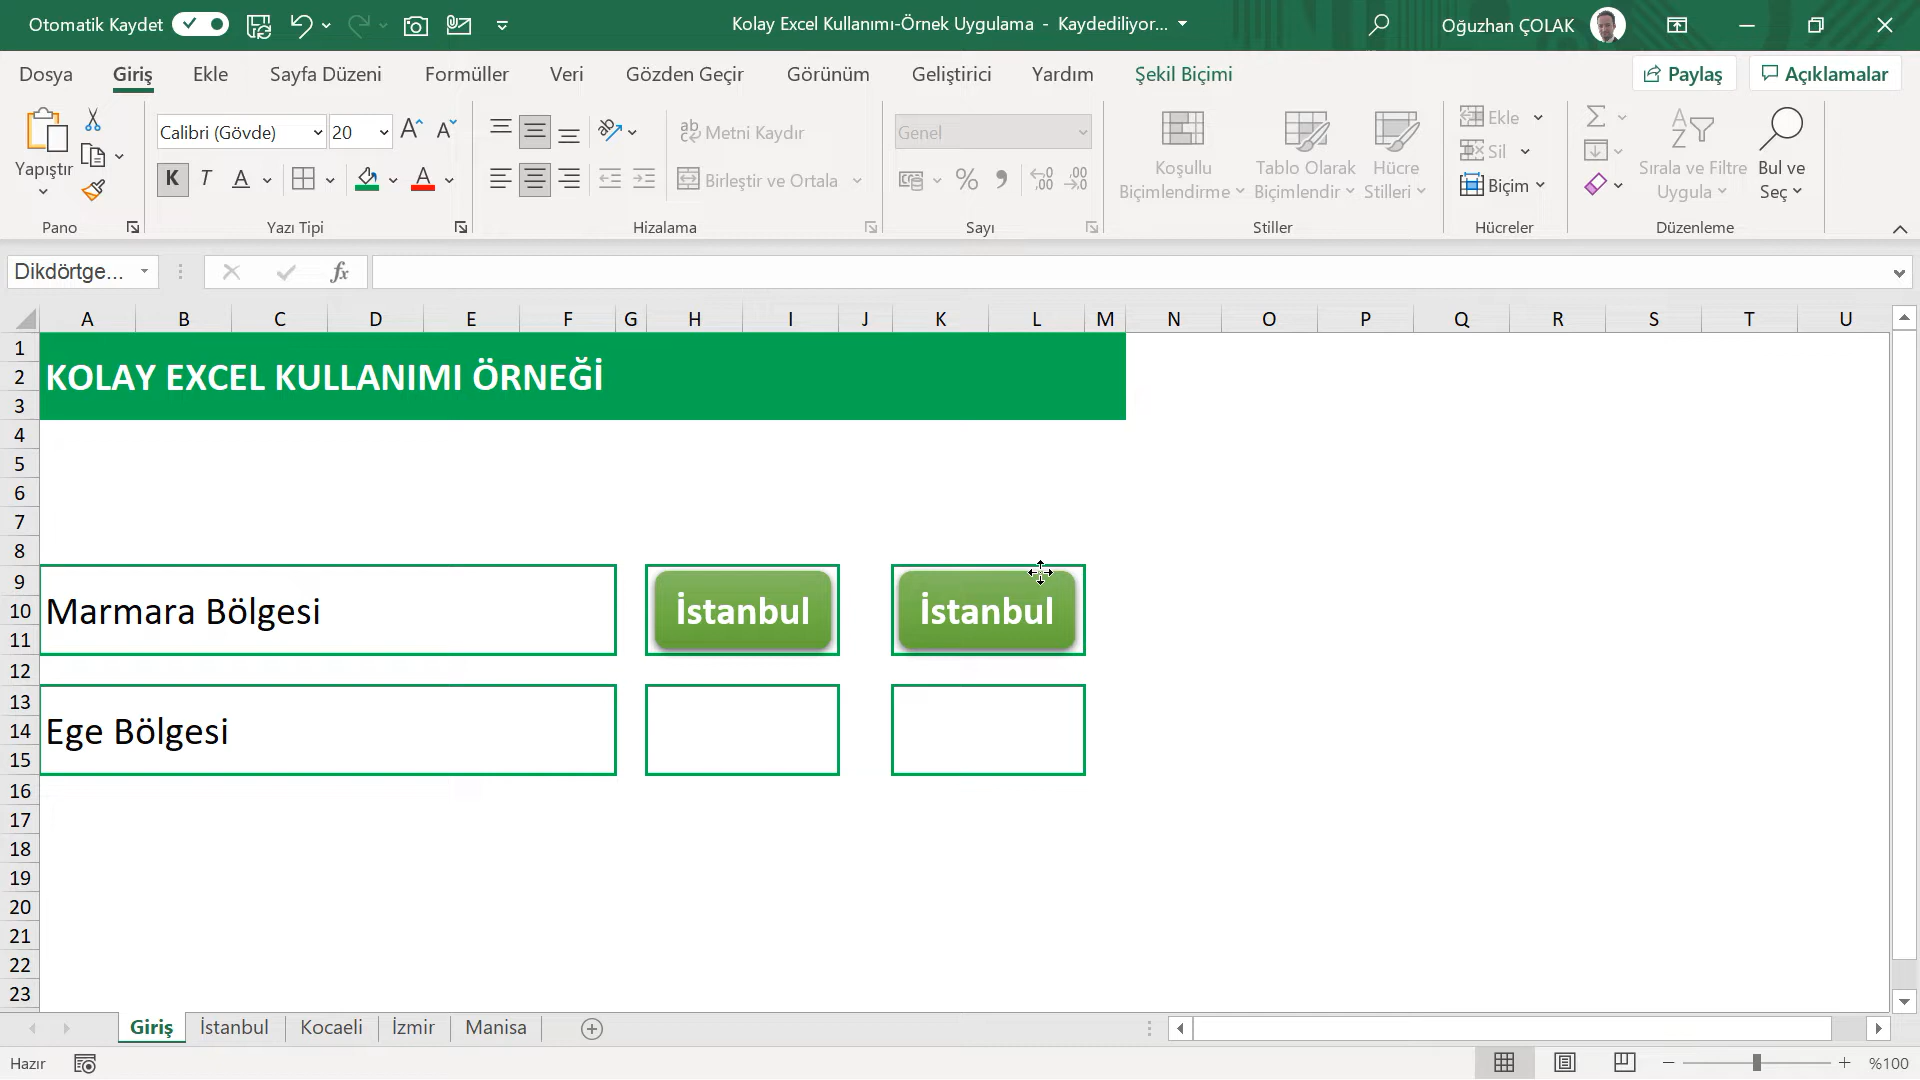 Otomatik Kaydet
Kolay Excel Kullanımı-Örnek Uygulama - Kaydediliyor...
Oğuzhan ÇOLAK
Dosya Giriş Ekle Sayfa Düzeni Formüller Veri Gözden Geçir Görünüm Geliştirici Yardım Şekil Biçimi Paylaş Açıklamalar
Yapıştır
Pano
Calibri (Gövde) 20
K T A
Yazı Tipi
Metni Kaydır
Birleştir ve Ortala
Hizalama
Genel
Sayı
Koşullu
Biçimlendirme
Tablo Olarak
Biçimlendir
Hücre
Stilleri
Stiller
Ekle
Sil
Biçim
Hücreler
Sırala ve Filtre
Uygula
Bul ve
Seç
Düzenleme
Dikdörtge...
fx
A B C D E F G H I J K L M N O P Q R S T U
1
2
3
4
5
6
7
8
9
10
11
12
13
14
15
16
17
18
19
20
21
22
23
KOLAY EXCEL KULLANIMI ÖRNEĞİ
Marmara Bölgesi İstanbul İstanbul
Ege Bölgesi
Giriş İstanbul Kocaeli İzmir Manisa
Hazır
%100